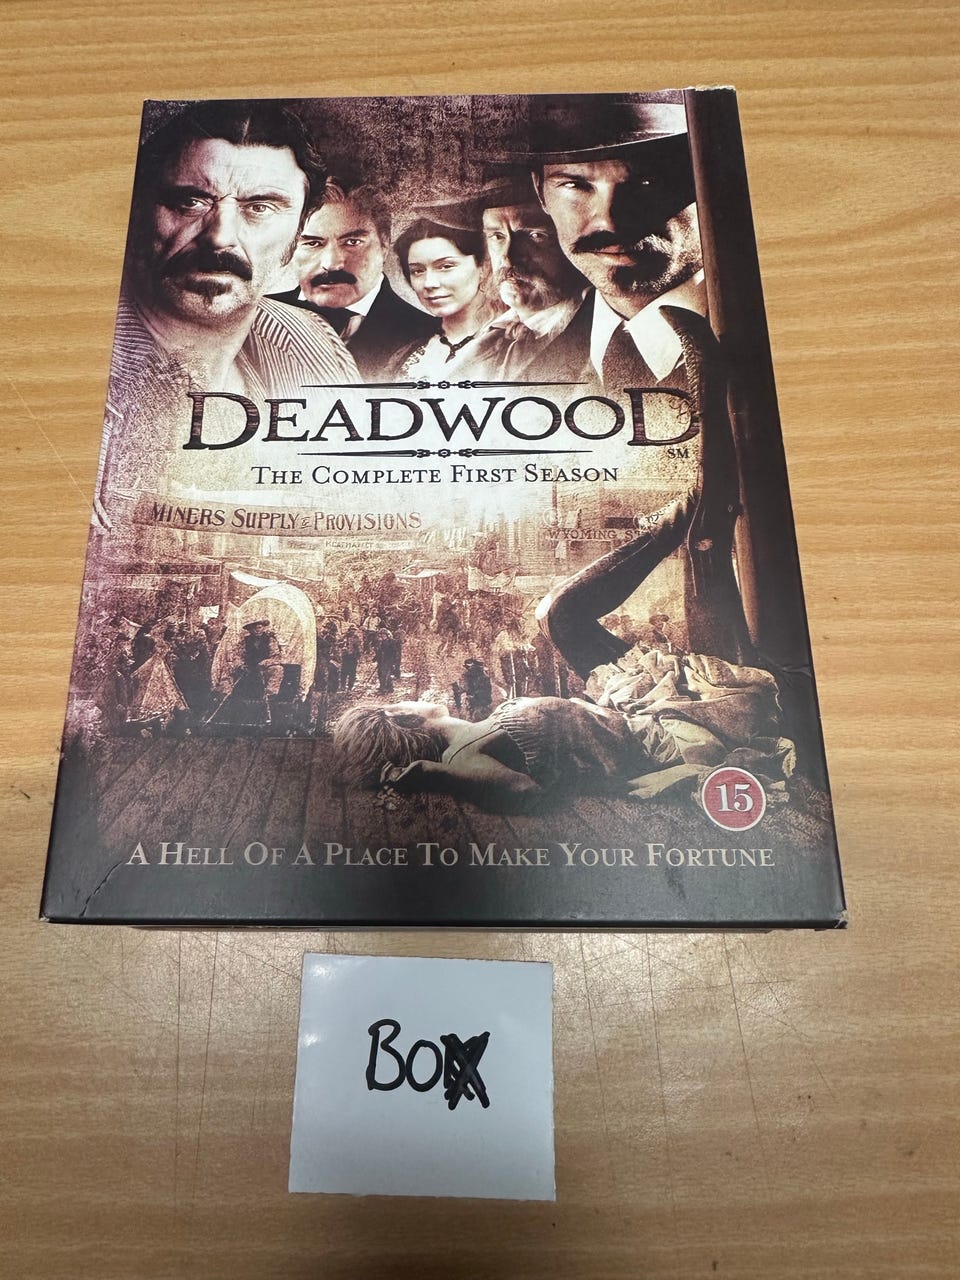 DEADWOOD
SM
THE COMPLETE FIRST SEASON
MINERS SUPPLY & PROVISIONS
WYOMING ST
15
A HELL OF A PLACE TO MAKE YOUR FORTUNE
BOX